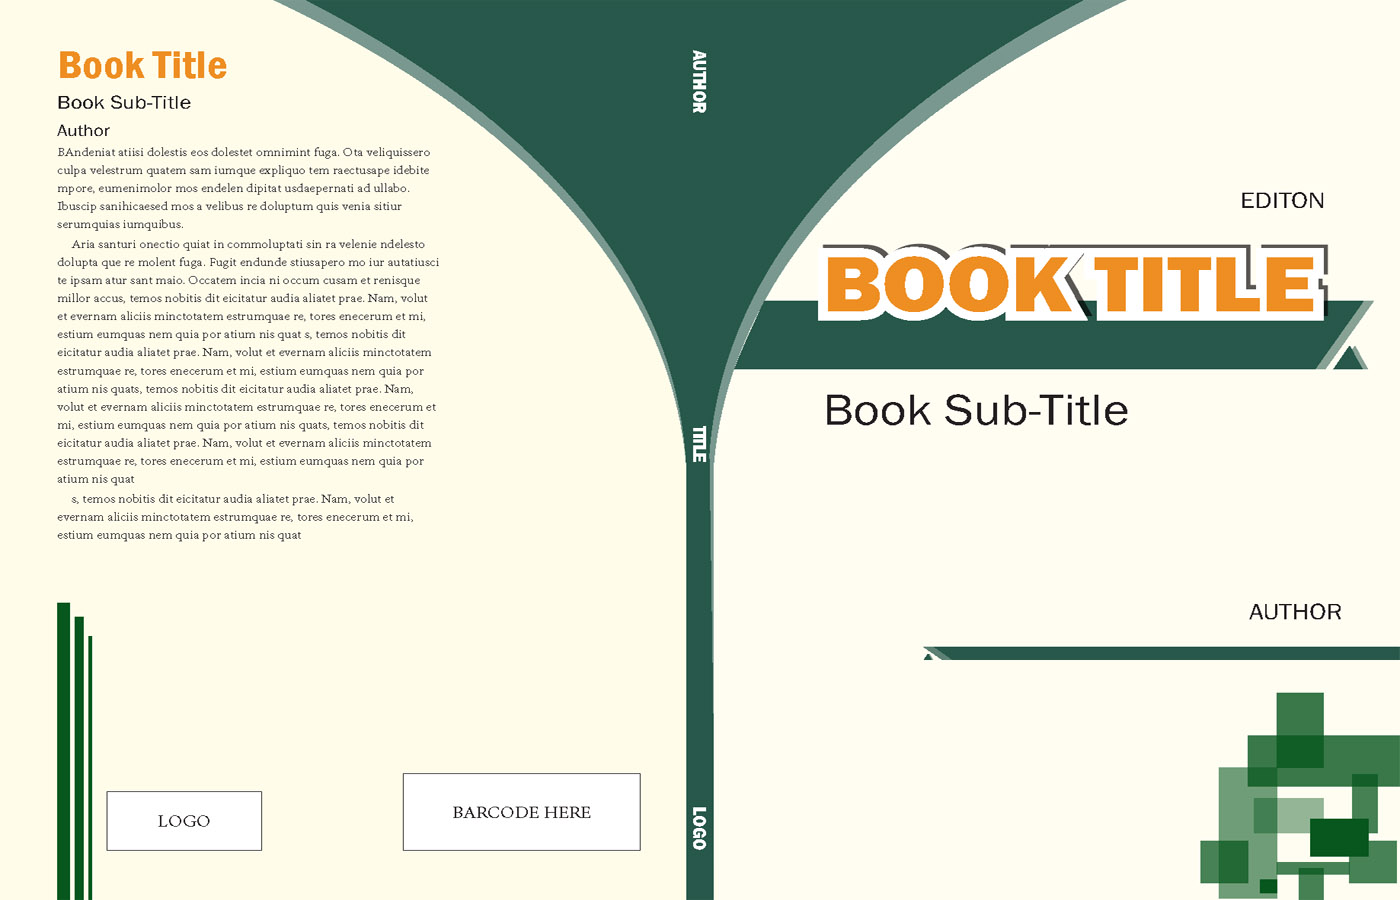 Book Title
Book Sub-Title
Author
BAndeniat atiisi dolestis eos dolestet omnimint fuga. Ota veliquissero
culpa velestrum quatem sam iumque expliquo tem raectusape idebite
mpore, eumenimolor mos endelen dipitat usdaepernati ad ullabo.
Ibuscip sanihicaesed mos a velibus re doluptum quis venia sitiur
serumquias iumquibus.
Aria santuri onectio quiat in commoluptati sin ra velenie ndelesto
dolupta que re molent fuga. Fugit endunde stiusapero mo iur autatiusci
te ipsam atur sant maio. Occatem incia ni occum cusam et renisque
millor accus, temos nobitis dit eicitatur audia aliatet prae. Nam, volut
et evernam aliciis minctotatem estrumquae re, tores enecerum et mi,
estium eumquas nem quia por atium nis quat s, temos nobitis dit
eicitatur audia aliatet prae. Nam, volut et evernam aliciis minctotatem
estrumquae re, tores enecerum et mi, estium eumquas nem quia por
atium nis quats, temos nobitis dit eicitatur audia aliatet prae. Nam,
volut et evernam aliciis minctotatem estrumquae re, tores enecerum et
mi, estium eumquas nem quia por atium nis quats, temos nobitis dit
eicitatur audia aliatet prae. Nam, volut et evernam aliciis minctotatem
estrumquae re, tores enecerum et mi, estium eumquas nem quia por
atium nis quat
s, temos nobitis dit eicitatur audia aliatet prae. Nam, volut et
evernam aliciis minctotatem estrumquae re, tores enecerum et mi,
estium eumquas nem quia por atium nis quat
LOGO
BARCODE HERE
AUTHOR
TITLE
LOGO
EDITON
BOOK TITLE
Book Sub-Title
AUTHOR